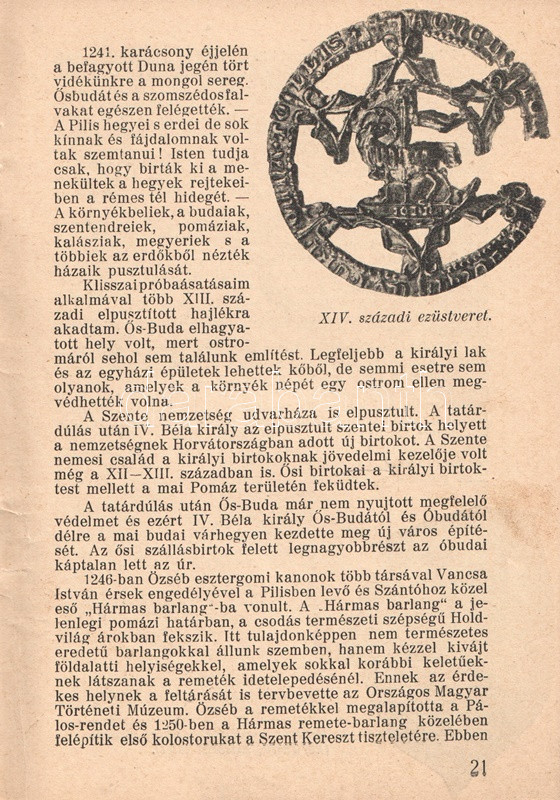 1241. karácsony éjjelén
a befagyott Duna jegén tört
vidékünkre a mongol sereg.
Ősbudát és a szomszédos fal-
vakat egészen felégették. —
A Pilis hegyei s erdei de sok
kínnak és fájdalomnak vol-
tak szemtanui! Isten tudja
csak, hogy birták ki a me-
nekültek a hegyek rejtekei-
ben a rémes tél hidegét. —
A környékbeliek, a budaiak,
szentendreiek, pomáziak,
kalásziak, megyeriek s a
többiek az erdőkből nézték
házaik pusztulását.
Klisszai próbaásatásaim
alkalmával több XIII. szá-
zadi elpusztított hajlékra
akadtam. Ős-Buda elhagya-
tott hely volt, mert ostro-
XIV. századi ezüstveret.
máról sehol sem találunk említést. Legfeljebb a királyi lak
és az egyházi épületek lehettek kőből, de semmi esetre sem
olyanok, amelyek a környék népét egy ostrom ellen meg-
védhették volna.
A Szente nemzetség udvarháza is elpusztult. A tatár-
dúlás után IV. Béla király az elpusztult szentei birtok helyett
a nemzetségnek Horvátországban adott új birtokot. A Szente
nemesi család a királyi birtokoknak jövedelmi kezelője volt
még a XII—XIII. században is. Ősi birtokai a királyi birtok-
test mellett a mai Pomáz területén feküdtek.
A tatárdúlás után Ős-Buda már nem nyujtott megfelelő
védelmet és ezért IV. Béla király Ős-Budától és Óbudától
délre a mai budai várhegyen kezdette meg új város építé-
sét. Az ősi szállásbirtok felett legnagyobbrészt az óbudai
káptalan lett az úr.
1246-ban Özséb esztergomi kanonok több társával Vancsa
István érsek engedélyével a Pilisben levő és Szántóhoz közel
eső „Hármas barlang"-ba vonult. A „Hármas barlang" a je-
lenlegi pomázi határban, a csodás természeti szépségű Hold-
világ árokban fekszik. Itt tulajdonképpen nem természetes
eredetű barlangokkal állunk szemben, hanem kézzel kivájt
földalatti helyiségekkel, amelyek sokkal korábbi keletűek-
nek látszanak a remeték idetelepedésénél. Ennek az érde-
kes helynek a feltárását is tervbevette az Országos Magyar
Történeti Múzeum. Özséb a remetékkel megalapította a Pá-
los-rendet és 1250-ben a Hármas remete-barlang közelében
felépítik első kolostorukat a Szent Kereszt tiszteletére. Ebben
21